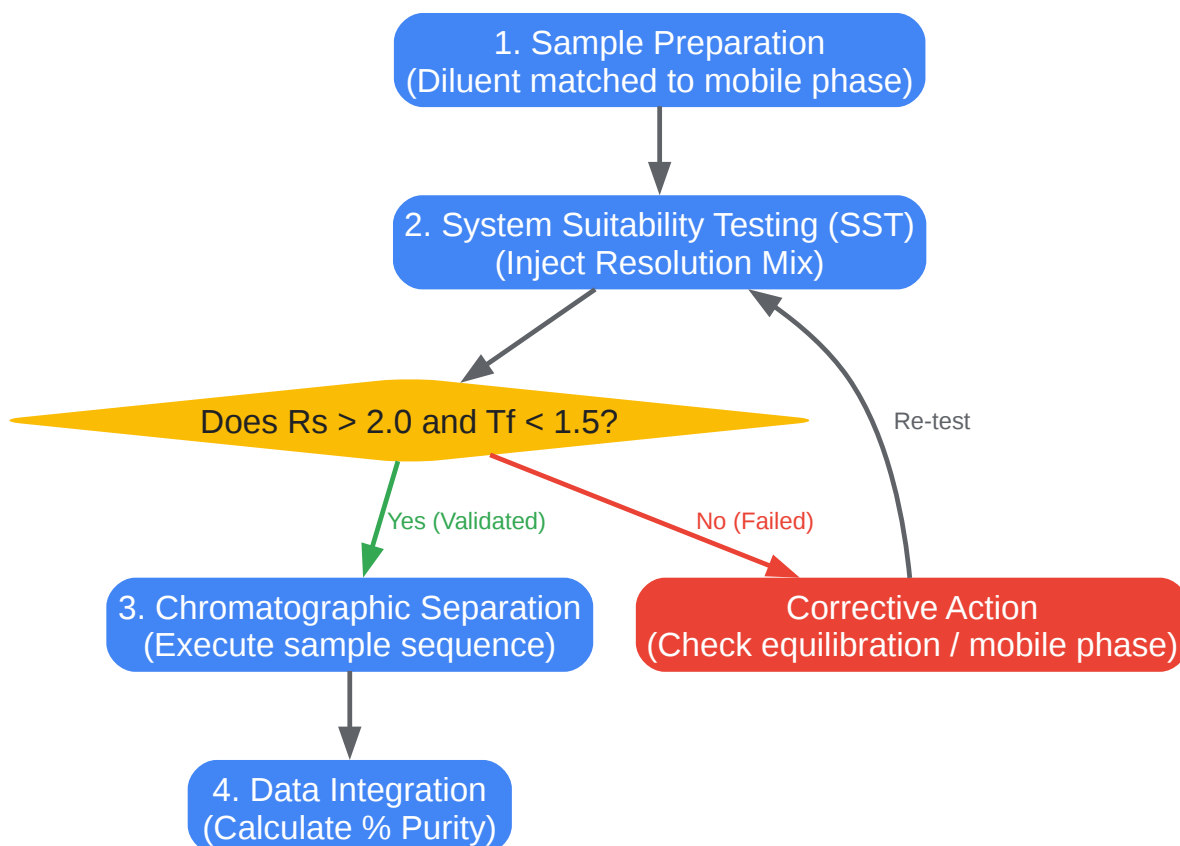 1. Sample Preparation
(Diluent matched to mobile phase)
2. System Suitability Testing (SST)
(Inject Resolution Mix)
Does Rs > 2.0 and Tf < 1.5?
Re-test
Yes (Validated)
No (Failed)
3. Chromatographic Separation
(Execute sample sequence)
Corrective Action
(Check equilibration / mobile phase)
4. Data Integration
(Calculate % Purity)